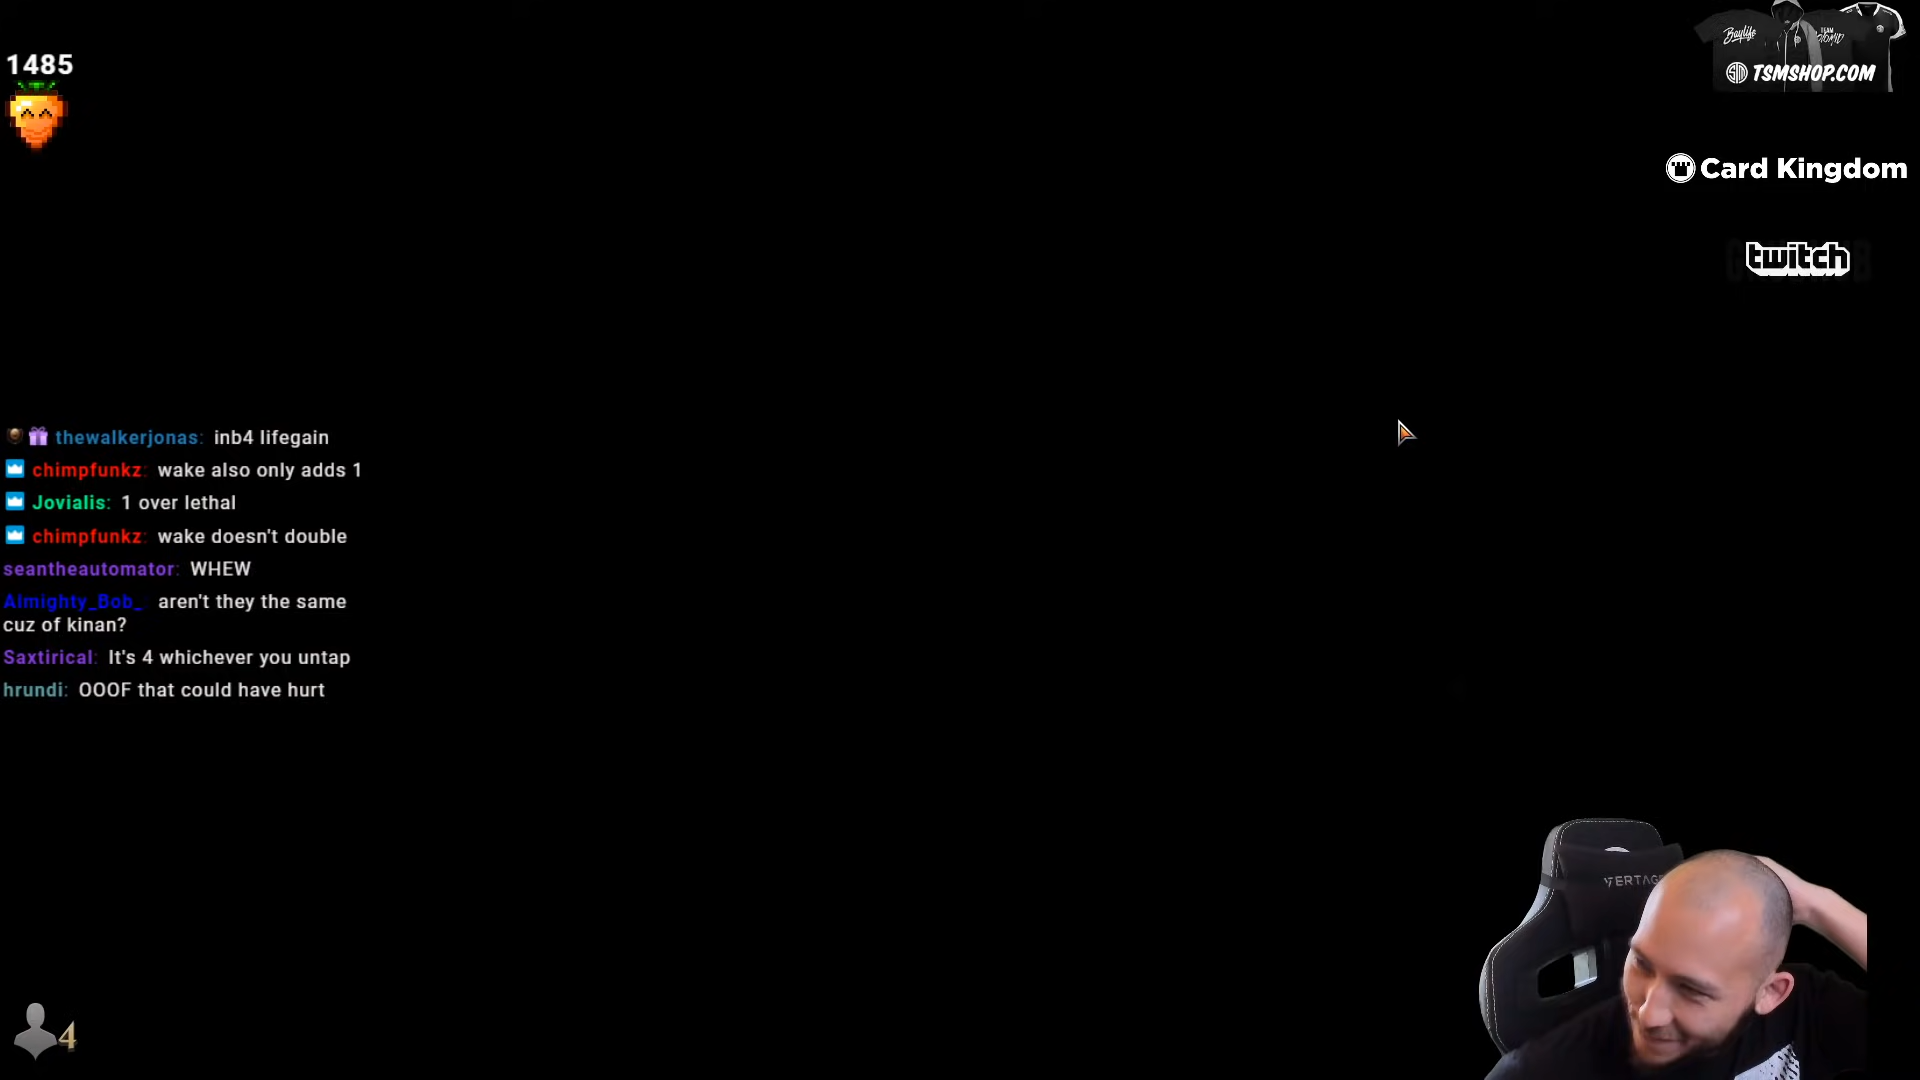 1485
Baylife
TSMSHOP.COM
Card Kingdom
twitch
thewalkerjonas: inb4 lifegain
chimpfunkz: wake also only adds 1
Jovialis: 1 over lethal
chimpfunkz: wake doesn't double
seantheautomator: WHEW
Almighty_Bob_: aren't they the same
cuz of kinan?
Saxtirical: It's 4 whichever you untap
hrundi: OOOF that could have hurt
4